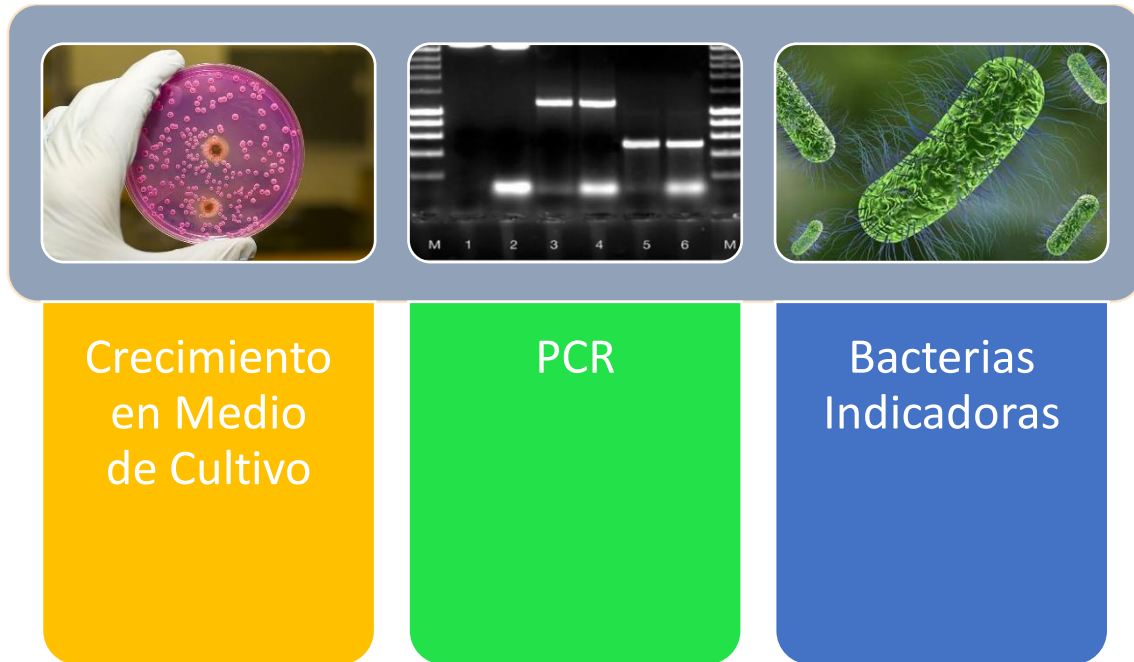 M 1 2 3 4 5 6 M
Crecimiento
en Medio
de Cultivo
PCR
Bacterias
Indicadoras